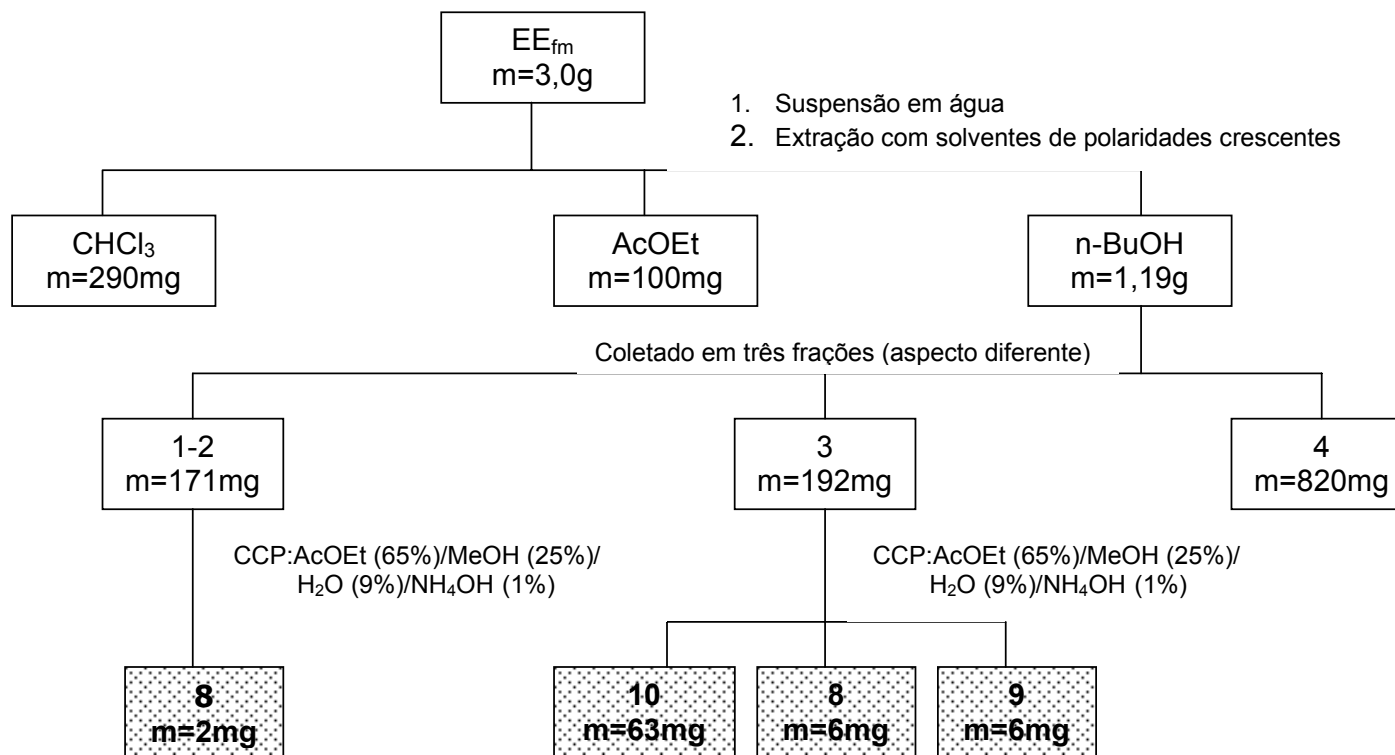 EEfm
m=3,0g
1. Suspensão em água
2. Extração com solventes de polaridades crescentes
CHCl3
m=290mg
AcOEt
m=100mg
n-BuOH
m=1,19g
Coletado em três frações (aspecto diferente)
1-2
m=171mg
3
m=192mg
4
m=820mg
CCP:AcOEt (65%)/MeOH (25%)/
H2O (9%)/NH4OH (1%)
CCP:AcOEt (65%)/MeOH (25%)/
H2O (9%)/NH4OH (1%)
8
m=2mg
10
m=63mg
8
m=6mg
9
m=6mg